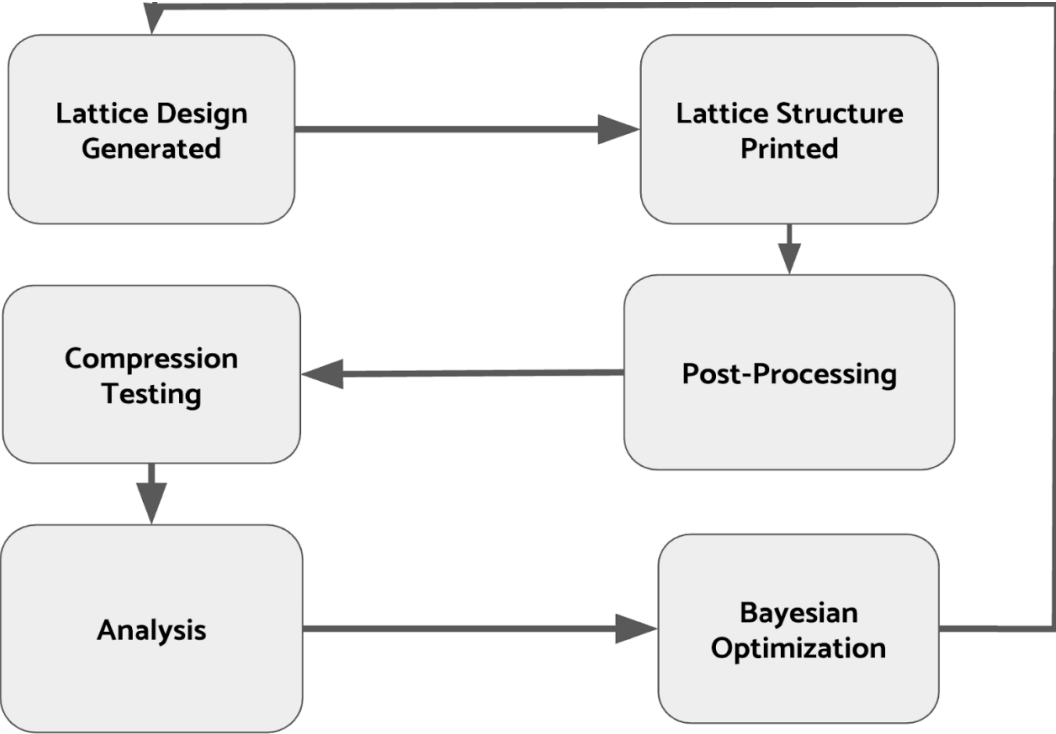 Lattice Design
Generated
Lattice Structure
Printed
Post-Processing
Compression
Testing
Analysis
Bayesian
Optimization